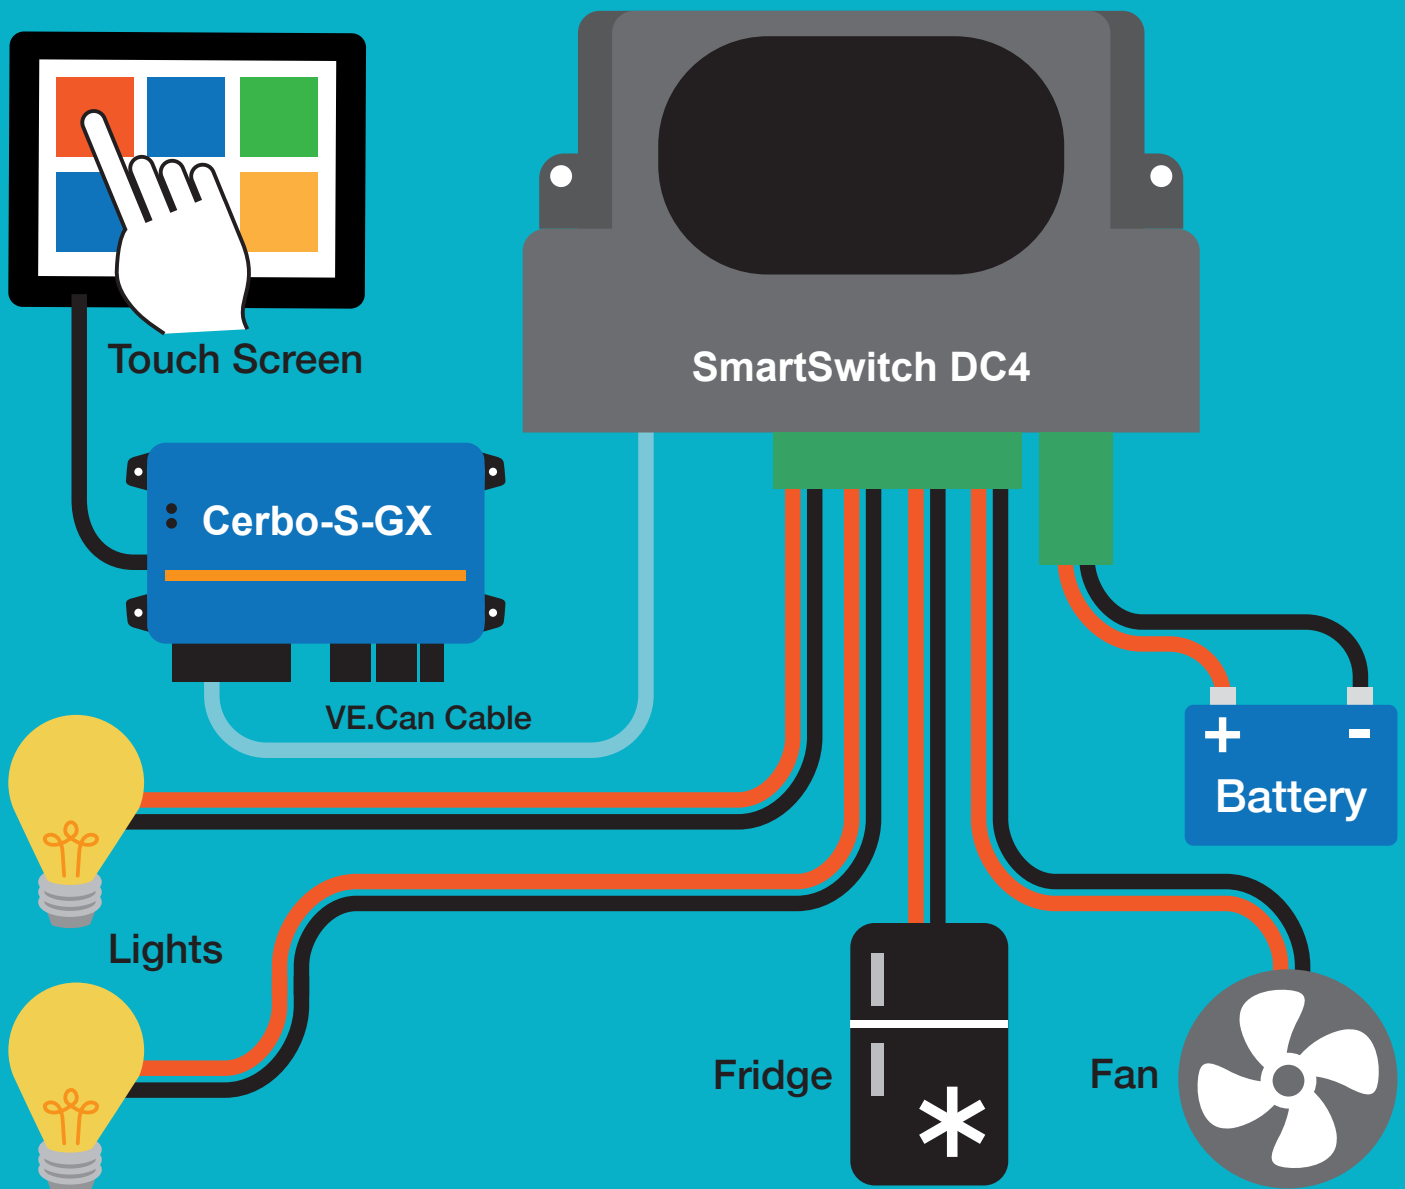 Touch Screen
SmartSwitch DC4
Cerbo-S-GX
VE.Can Cable
+ -
Battery
Lights
Fridge
Fan